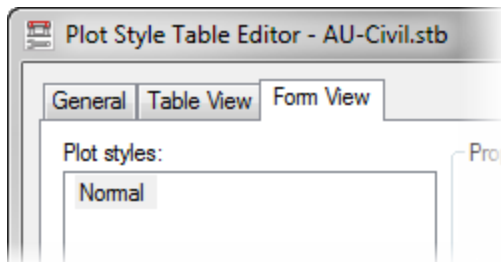 Plot Style Table Editor - AU-Civil.stb
General Table View Form View
Plot styles:
Normal